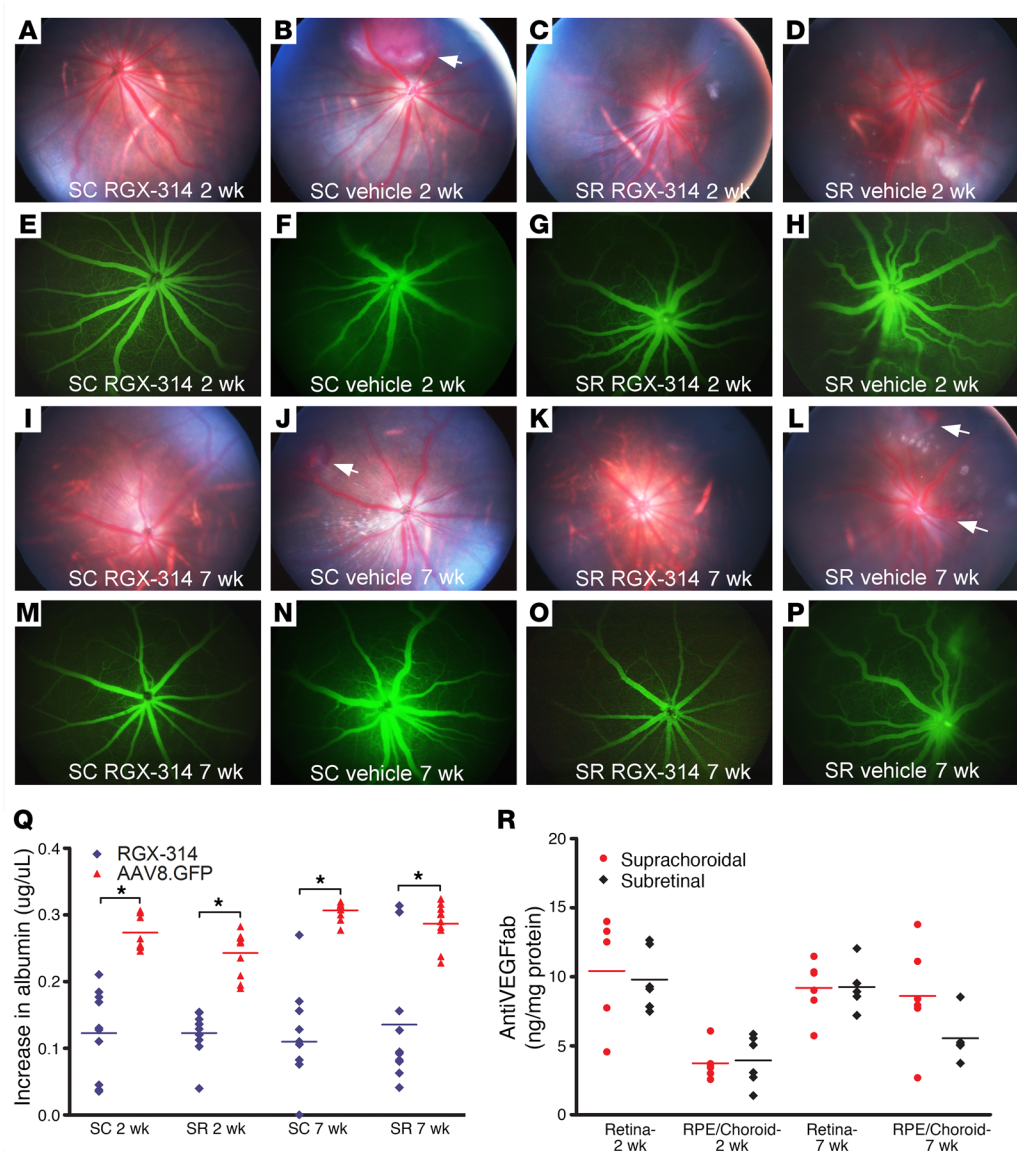 A
B
C
D
SC RGX-314 2 wk
SC vehicle 2 wk
SR RGX-314 2 wk
SR vehicle 2 wk
E
F
G
H
SC RGX-314 2 wk
SC vehicle 2 wk
SR RGX-314 2 wk
SR vehicle 2 wk
I
J
K
L
SC RGX-314 7 wk
SC vehicle 7 wk
SR RGX-314 7 wk
SR vehicle 7 wk
M
N
O
P
SC RGX-314 7 wk
SC vehicle 7 wk
SR RGX-314 7 wk
SR vehicle 7 wk
Q
Increase in albumin (ug/uL)
0.4
0.3
0.2
0.1
0.0
RGX-314
AAV8.GFP
*
*
*
*
SC 2 wk
SR 2 wk
SC 7 wk
SR 7 wk
R
AntiVEGFfab
(ng/mg protein)
20
15
10
5
0
Suprachoroidal
Subretinal
Retina-
2 wk
RPE/Choroid-
2 wk
Retina-
7 wk
RPE/Choroid-
7 wk